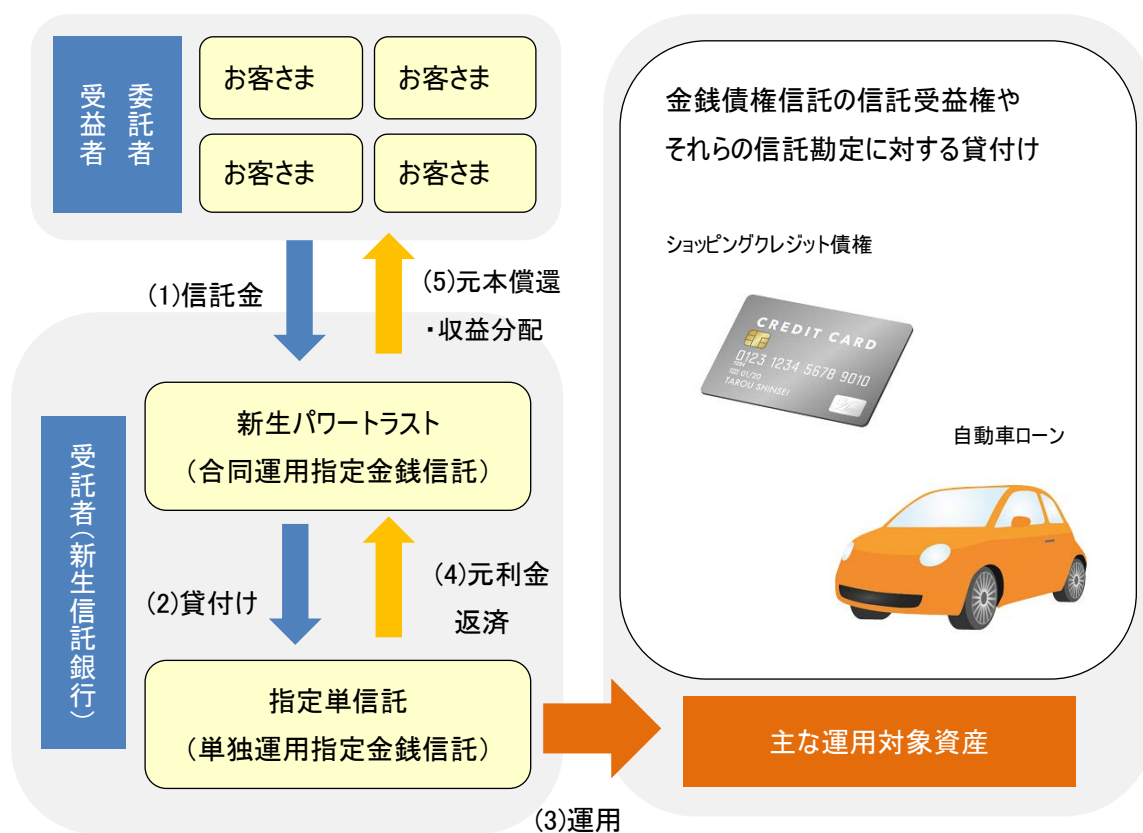 委託者
受益者
お客さま
お客さま
お客さま
お客さま
(1)信託金
(5)元本償還
・収益分配
受託者(新生信託銀行)
新生パワートラスト
(合同運用指定金銭信託)
(2)貸付け
(4)元利金
返済
指定単信託
(単独運用指定金銭信託)
(3)運用
金銭債権信託の信託受益権や
それらの信託勘定に対する貸付け
ショッピングクレジット債権
CREDIT CARD
0123 1234 5678 9010
01/20
TAROU SHINSEI
自動車ローン
主な運用対象資産